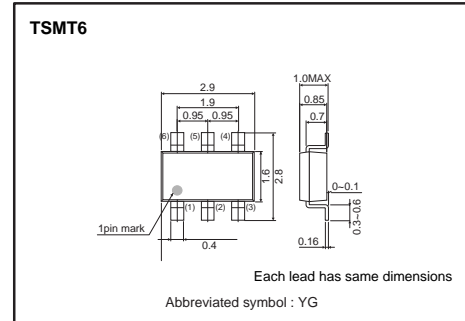 TSMT6
2.9
1.9
0.95 0.95
(6) (5) (4)
1.6
2.8
(1) (2) (3)
1pin mark
0.4
1.0MAX
0.85
0.7
0~0.1
0.3~0.6
0.16
Each lead has same dimensions
Abbreviated symbol : YG